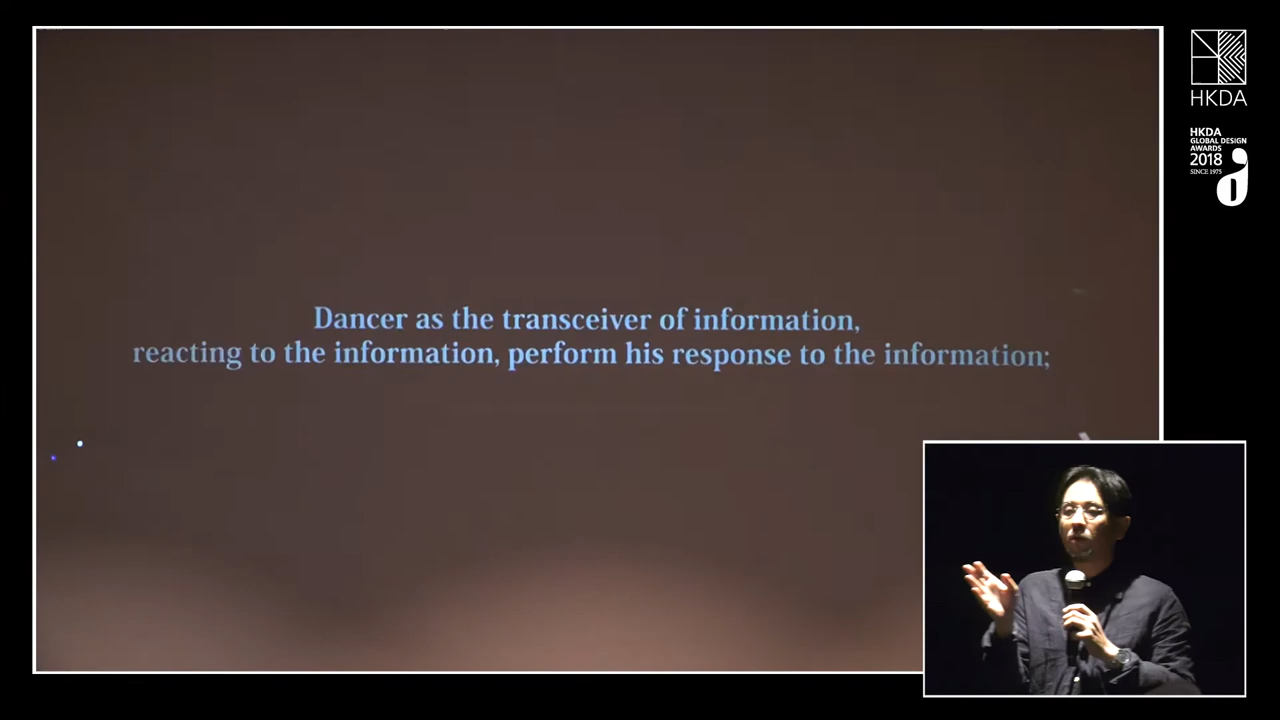 Dancer as the transceiver of information,
reacting to the information, perform his response to the information;
HKDA
HKDA
GLOBAL DESIGN
AWARDS
2018
SINCE 1975